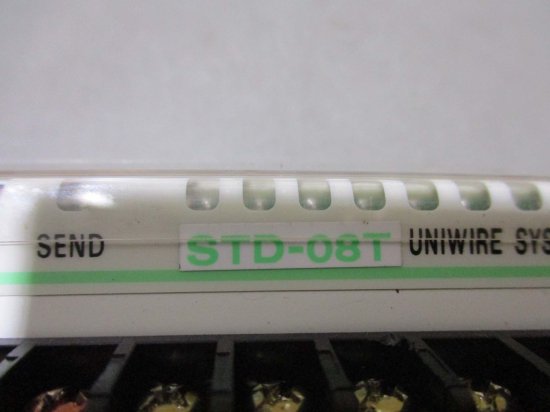 SEND STD-08T UNIWIRE SYS